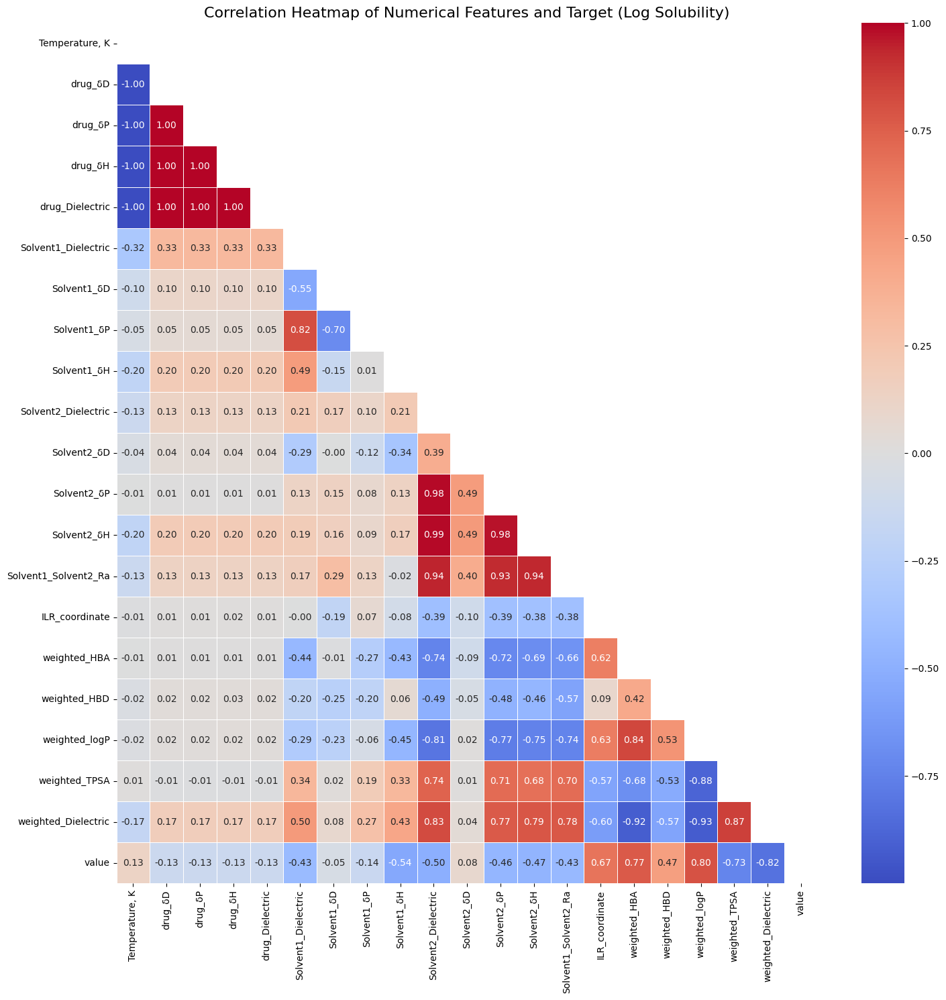 Correlation Heatmap of Numerical Features and Target (Log Solubility)
Temperature, K
drug_δD -1.00
drug_δP -1.00 1.00
drug_δH -1.00 1.00 1.00
drug_Dielectric -1.00 1.00 1.00 1.00
Solvent1_Dielectric -0.32 0.33 0.33 0.33 0.33
Solvent1_δD -0.10 0.10 0.10 0.10 0.10 -0.55
Solvent1_δP -0.05 0.05 0.05 0.05 0.05 0.82 -0.70
Solvent1_δH -0.20 0.20 0.20 0.20 0.20 0.49 -0.15 0.01
Solvent2_Dielectric -0.13 0.13 0.13 0.13 0.13 0.21 0.17 0.10 0.21
Solvent2_δD -0.04 0.04 0.04 0.04 0.04 -0.29 -0.00 -0.12 -0.34 0.39
Solvent2_δP -0.01 0.01 0.01 0.01 0.01 0.13 0.15 0.08 0.13 0.98 0.49
Solvent2_δH -0.20 0.20 0.20 0.20 0.20 0.19 0.16 0.09 0.17 0.99 0.49 0.98
Solvent1_Solvent2_Ra -0.13 0.13 0.13 0.13 0.13 0.17 0.29 0.13 -0.02 0.94 0.40 0.93 0.94
ILR_coordinate -0.01 0.01 0.01 0.02 0.01 -0.00 -0.19 0.07 -0.08 -0.39 -0.10 -0.39 -0.38 -0.38
weighted_HBA -0.01 0.01 0.01 0.01 0.01 -0.44 -0.01 -0.27 -0.43 -0.74 -0.09 -0.72 -0.69 -0.66 0.62
weighted_HBD -0.02 0.02 0.02 0.03 0.02 -0.20 -0.25 -0.20 0.06 -0.49 -0.05 -0.48 -0.46 -0.57 0.09 0.42
weighted_logP -0.02 0.02 0.02 0.02 0.02 -0.29 -0.23 -0.06 -0.45 -0.81 0.02 -0.77 -0.75 -0.74 0.63 0.84 0.53
weighted_TPSA 0.01 -0.01 -0.01 -0.01 -0.01 0.34 0.02 0.19 0.33 0.74 0.01 0.71 0.68 0.70 -0.57 -0.68 -0.53 -0.88
weighted_Dielectric -0.17 0.17 0.17 0.17 0.17 0.50 0.08 0.27 0.43 0.83 0.04 0.77 0.79 0.78 -0.60 -0.92 -0.57 -0.93 0.87
value 0.13 -0.13 -0.13 -0.13 -0.13 -0.43 -0.05 -0.14 -0.54 -0.50 0.08 -0.46 -0.47 -0.43 0.67 0.77 0.47 0.80 -0.73 -0.82
Temperature, K
drug_δD
drug_δP
drug_δH
drug_Dielectric
Solvent1_Dielectric
Solvent1_δD
Solvent1_δP
Solvent1_δH
Solvent2_Dielectric
Solvent2_δD
Solvent2_δP
Solvent2_δH
Solvent1_Solvent2_Ra
ILR_coordinate
weighted_HBA
weighted_HBD
weighted_logP
weighted_TPSA
weighted_Dielectric
value
1.00
0.75
0.50
0.25
0.00
−0.25
−0.50
−0.75